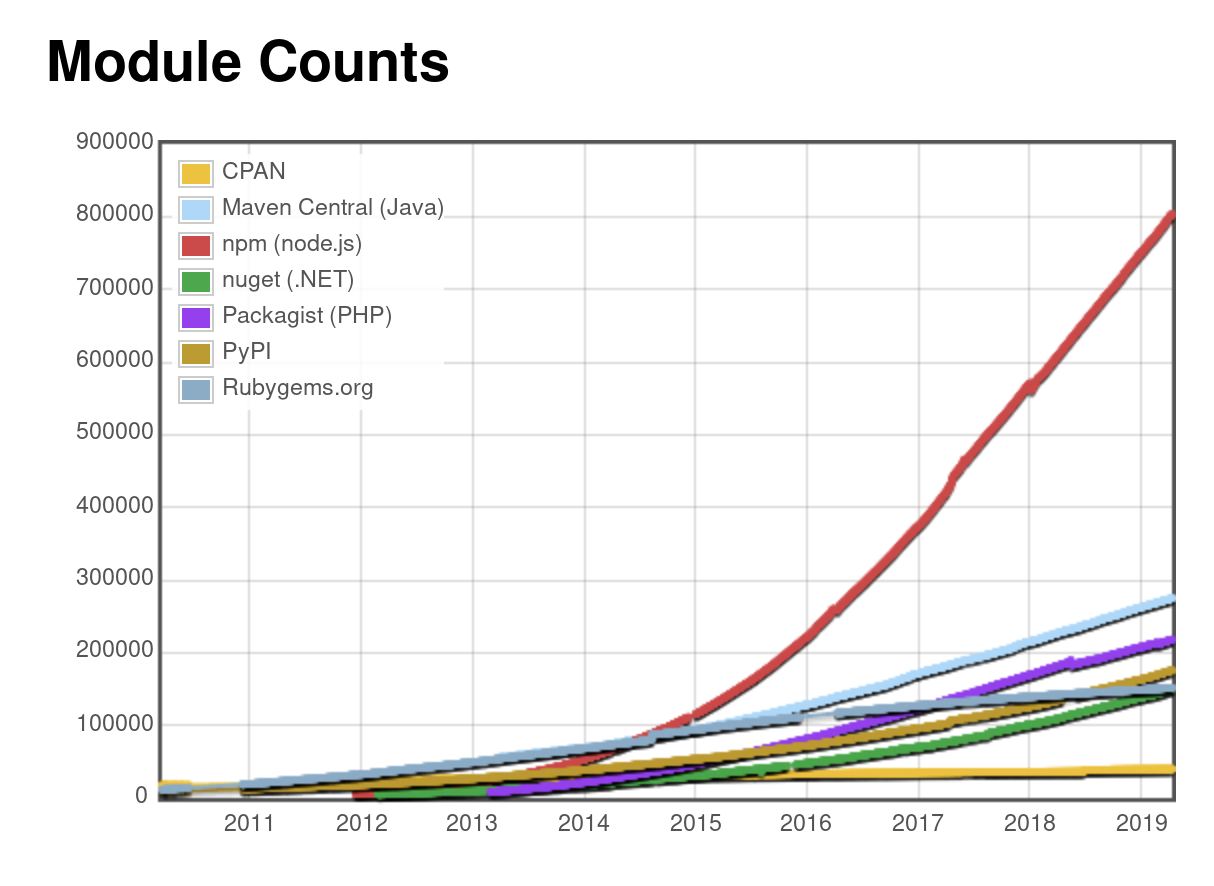 Module Counts
900000
800000
700000
600000
500000
400000
300000
200000
100000
0
CPAN
Maven Central (Java)
npm (node.js)
nuget (.NET)
Packagist (PHP)
PyPI
Rubygems.org
2011 2012 2013 2014 2015 2016 2017 2018 2019